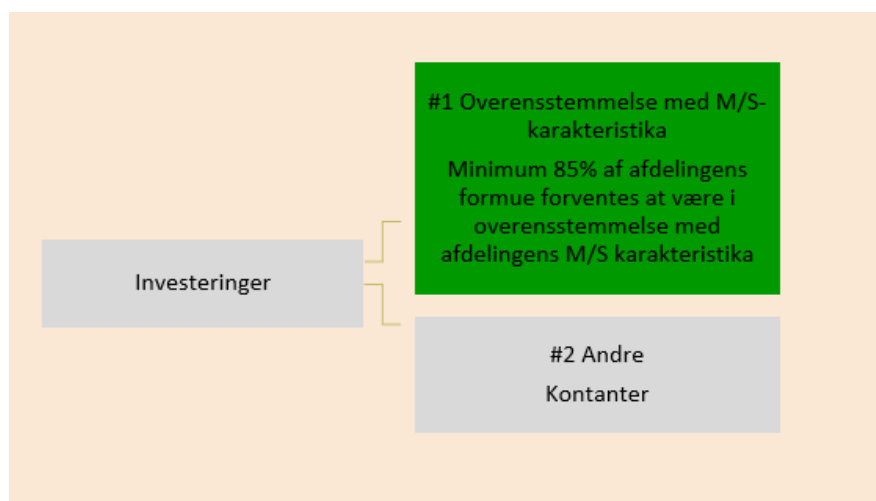 #1 Overensstemmelse med M/S-
karakteristika
Minimum 85% af afdelingens
formue forventes at være i
overensstemmelse med
afdelingens M/S karakteristika
Investeringer
#2 Andre
Kontanter